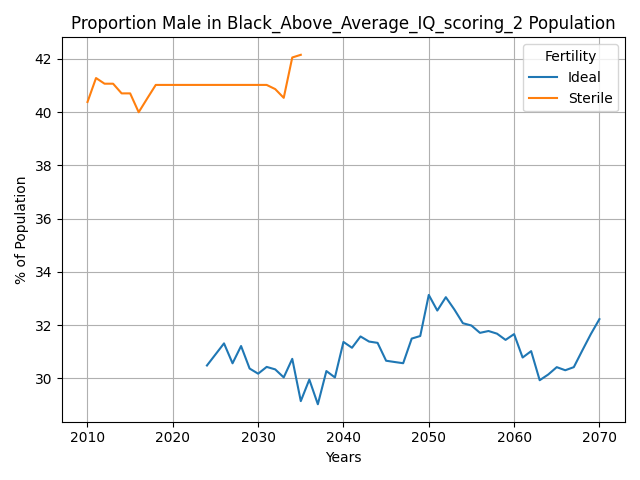 Proportion Male in Black_Above_Average_IQ_scoring_2 Population
% of Population
42
40
38
36
34
32
30
Fertility
Ideal
Sterile
2010 2020 2030 2040 2050 2060 2070
Years